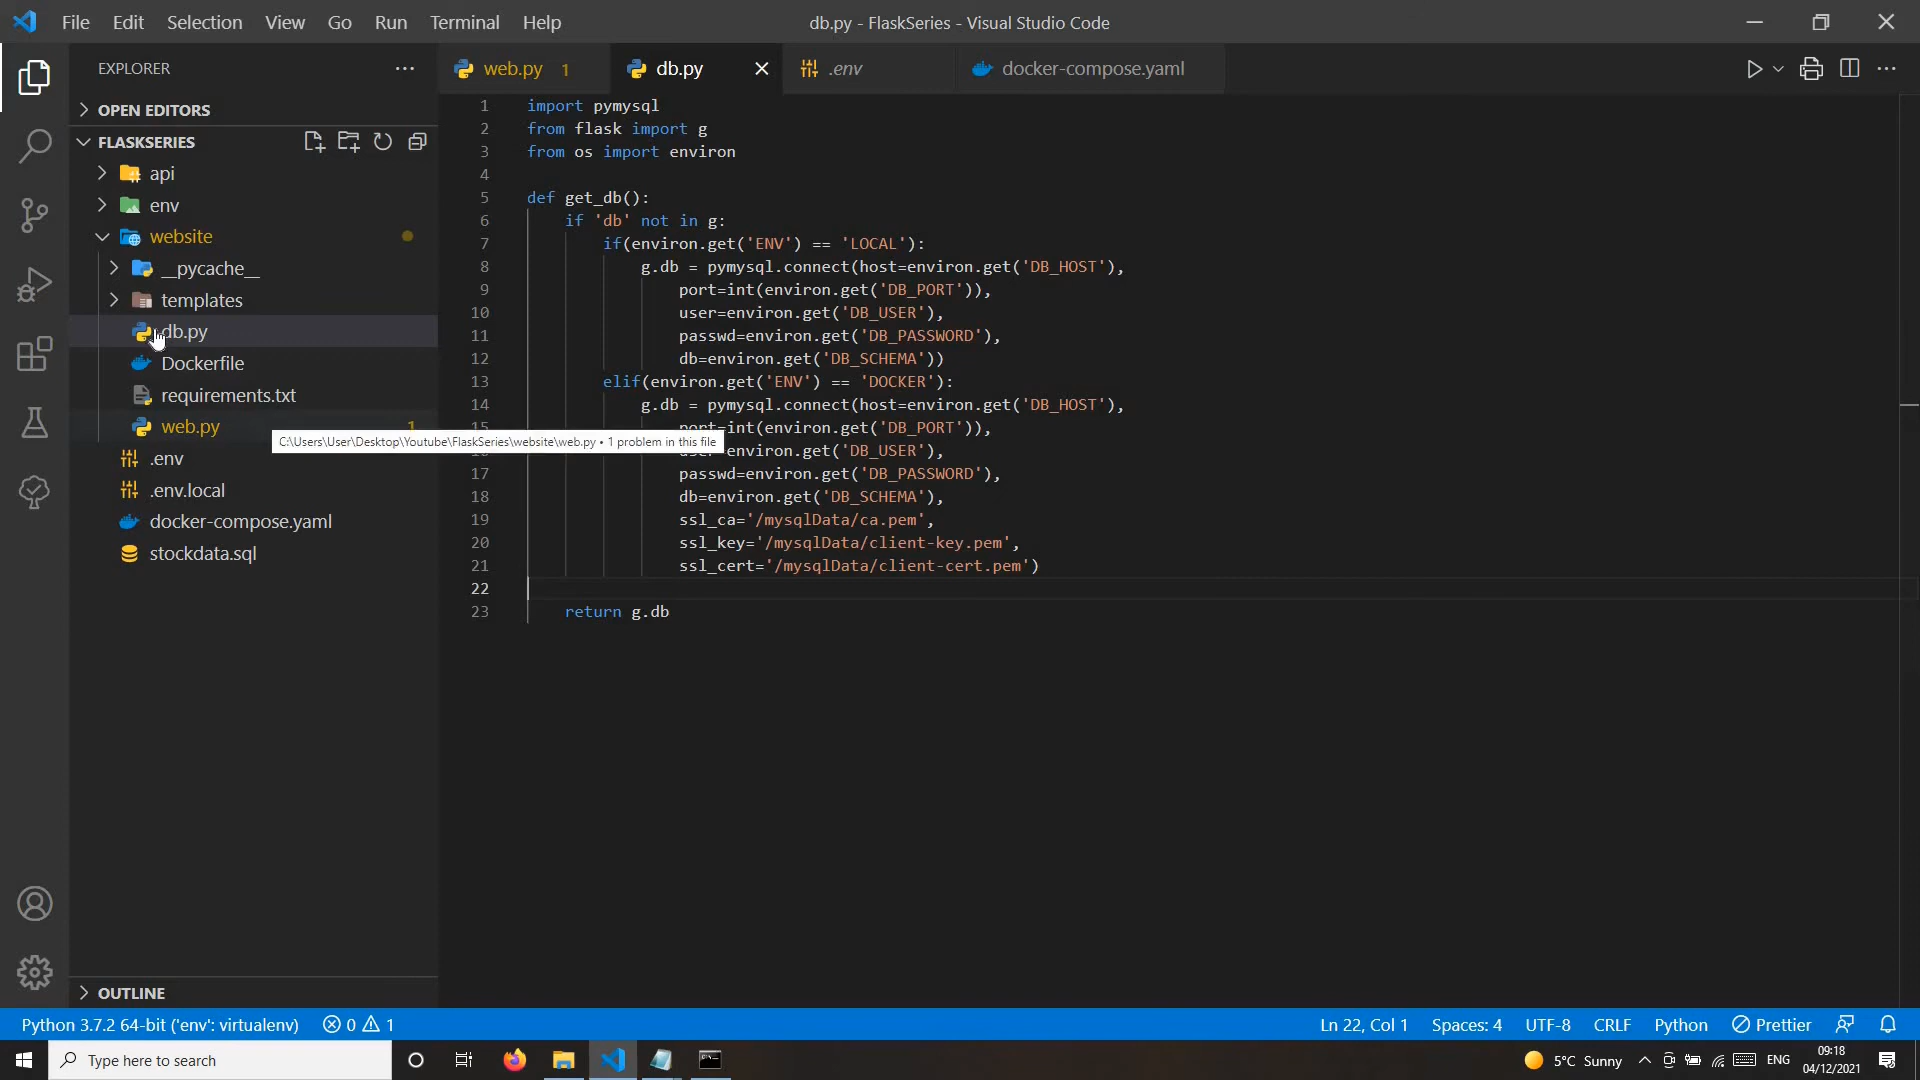 File Edit Selection View Go Run Terminal Help
db.py - FlaskSeries - Visual Studio Code
EXPLORER
OPEN EDITORS
FLASKSERIES
api
env
website
__pycache__
templates
db.py
Dockerfile
requirements.txt
web.py 1
.env
.env.local
docker-compose.yaml
stockdata.sql
OUTLINE
C:\Users\User\Desktop\Youtube\FlaskSeries\website\web.py • 1 problem in this file
web.py 1
db.py
.env
docker-compose.yaml
1 import pymysql
2 from flask import g
3 from os import environ
4
5 def get_db():
6 if 'db' not in g:
7 if(environ.get('ENV') == 'LOCAL'):
8 g.db = pymysql.connect(host=environ.get('DB_HOST'),
9 port=int(environ.get('DB_PORT')),
10 user=environ.get('DB_USER'),
11 passwd=environ.get('DB_PASSWORD'),
12 db=environ.get('DB_SCHEMA'))
13 elif(environ.get('ENV') == 'DOCKER'):
14 g.db = pymysql.connect(host=environ.get('DB_HOST'),
port=int(environ.get('DB_PORT')),
user=environ.get('DB_USER'),
17 passwd=environ.get('DB_PASSWORD'),
18 db=environ.get('DB_SCHEMA'),
19 ssl_ca='/mysqlData/ca.pem',
20 ssl_key='/mysqlData/client-key.pem',
21 ssl_cert='/mysqlData/client-cert.pem')
22
23 return g.db
Python 3.7.2 64-bit ('env': virtualenv) 0 1
Ln 22, Col 1 Spaces: 4 UTF-8 CRLF Python Prettier
Type here to search
5°C Sunny
ENG
09:18
04/12/2021